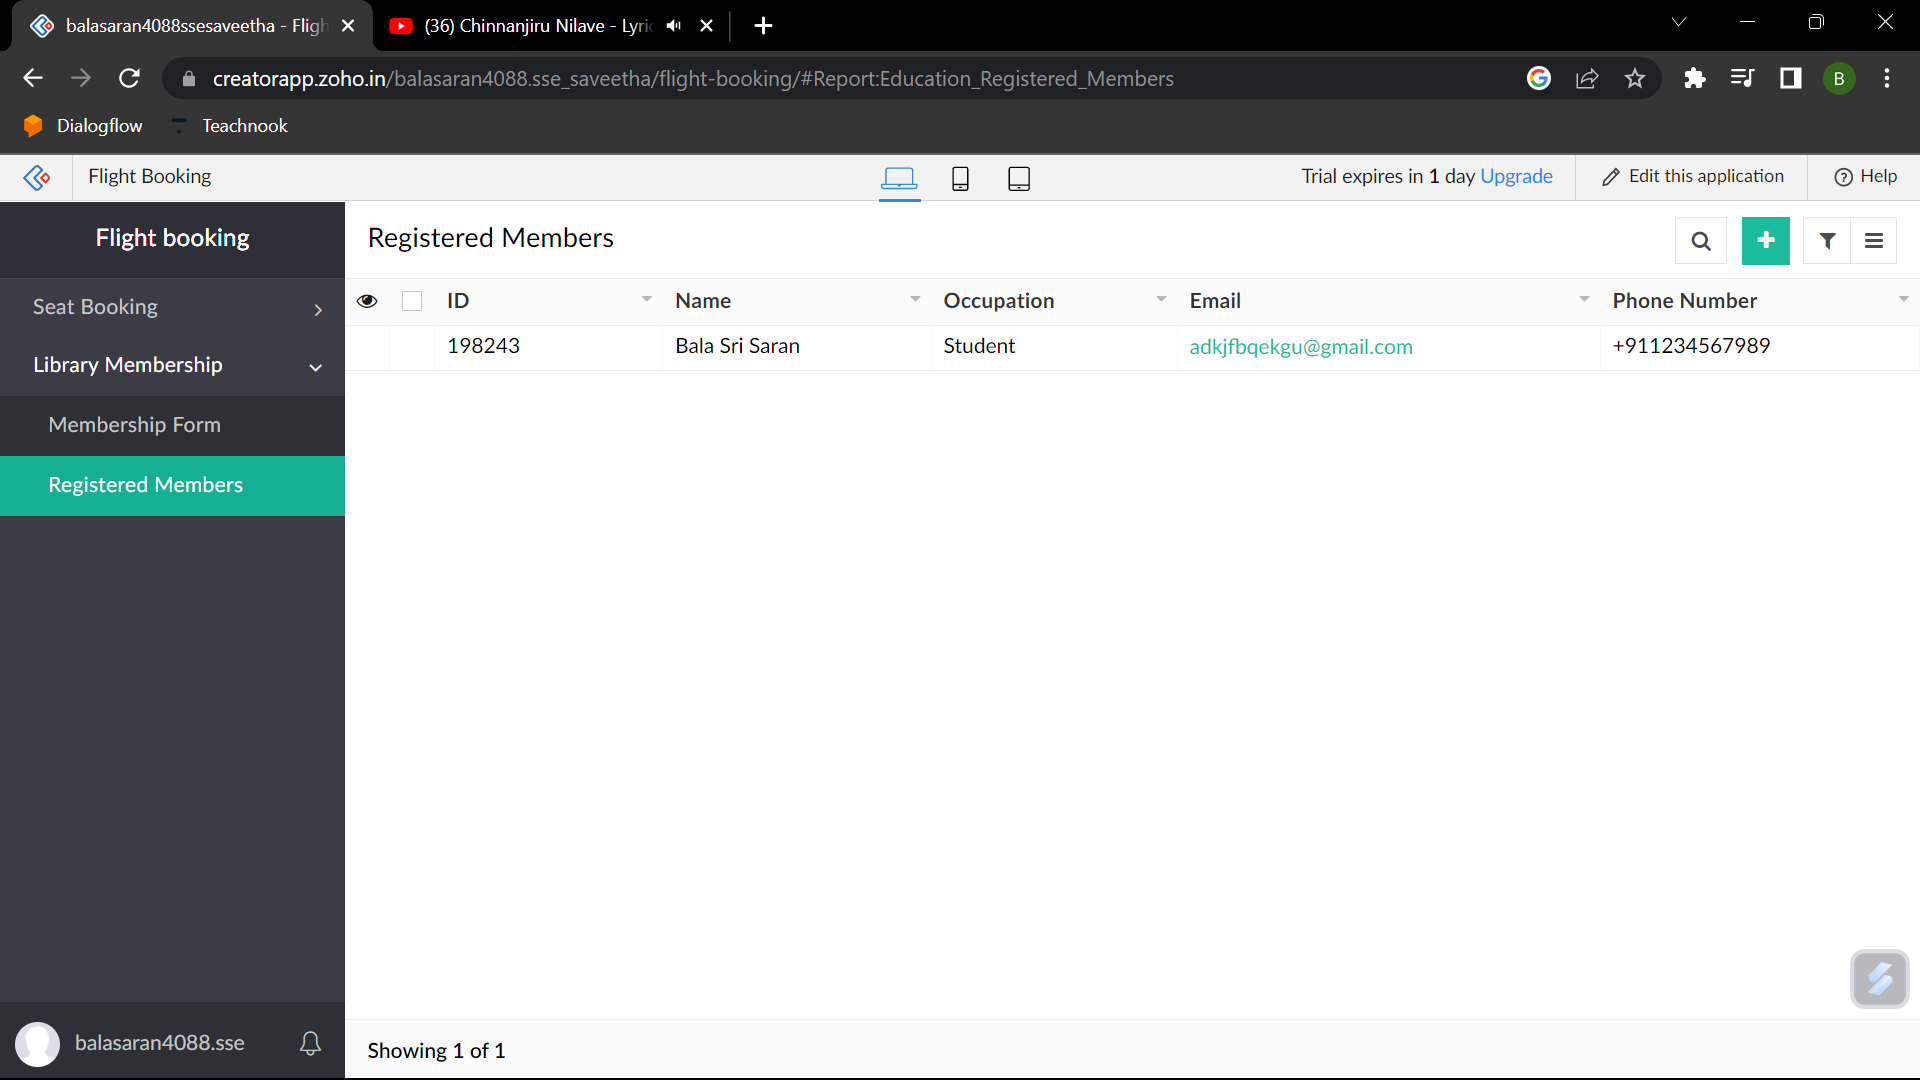 balasaran4088ssesaveetha - Fligh
(36) Chinnanjiru Nilave - Lyric
creatorapp.zoho.in/balasaran4088.sse_saveetha/flight-booking/#Report:Education_Registered_Members
B
Dialogflow
Teachnook
Flight Booking
Trial expires in 1 day Upgrade
Edit this application
Help
Flight booking
Registered Members
Seat Booking
Library Membership
Membership Form
Registered Members
ID Name Occupation Email Phone Number
198243 Bala Sri Saran Student adkjfbqekgu@gmail.com +911234567989
balasaran4088.sse
Showing 1 of 1